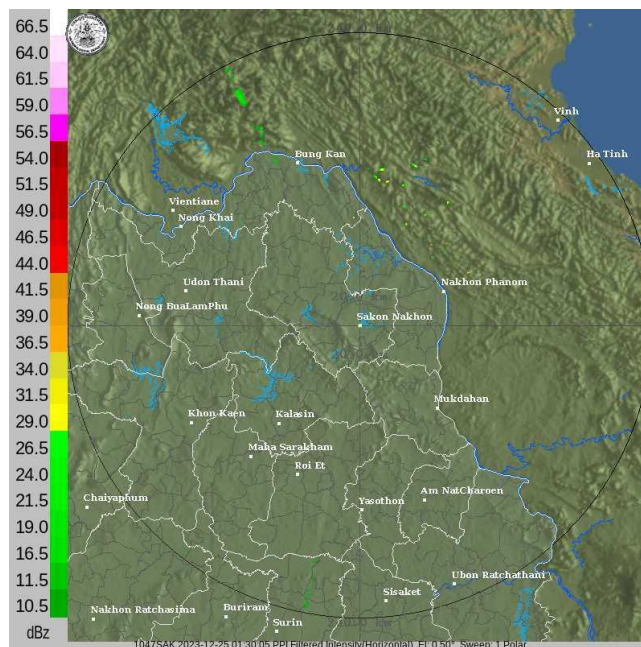 66.5
64.0
61.5
59.0
56.5
54.0
51.5
49.0
46.5
44.0
41.5
39.0
36.5
34.0
31.5
29.0
26.5
24.0
21.5
19.0
16.5
14.0
11.5
10.5
dBz
Vinh
Ha Tinh
Bung Kan
Vientiane
Nong Khai
Udon Thani
Nakhon Phanom
Nong BuaLamPhu
Sakon Nakhon
Mukdahan
Khon Kaen
Kalasin
Maha Sarakham
Roi Et
Chaiyaphum
Yasothon
Am NatCharoen
Ubon Ratchathani
Sisaket
Nakhon Ratchasima
Buriram
Surin
1047SAK 2023-12-25 01:30:05 PPI Filtered Intensity(Horizontal) El: 0.50° Sweep: 1 Polar